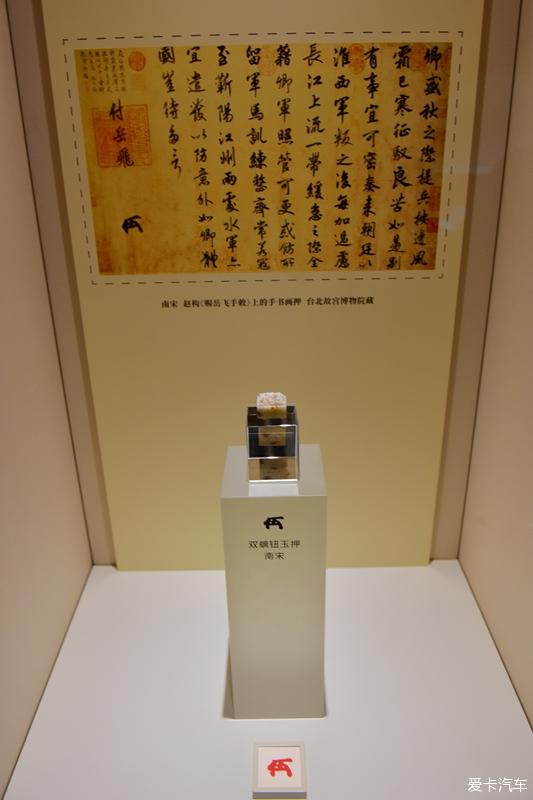 卿盛秋之際提兵按邊風
霜已寒征馭良苦如是別
有事宜可密奏來朝廷以
淮西軍叛之後每加過慮
長江上流一帶緩急之際全
藉卿軍照管可更戒飭所
留軍馬訓練整齊常若寇
至蘄陽江州兩處水軍亦
宜遣發以防意外如卿體
國豈待多言
付岳飛
南宋 赵构《赐岳飞手敕》上的手书画押 台北故宫博物院藏
双螭钮玉押
南宋
爱卡汽车